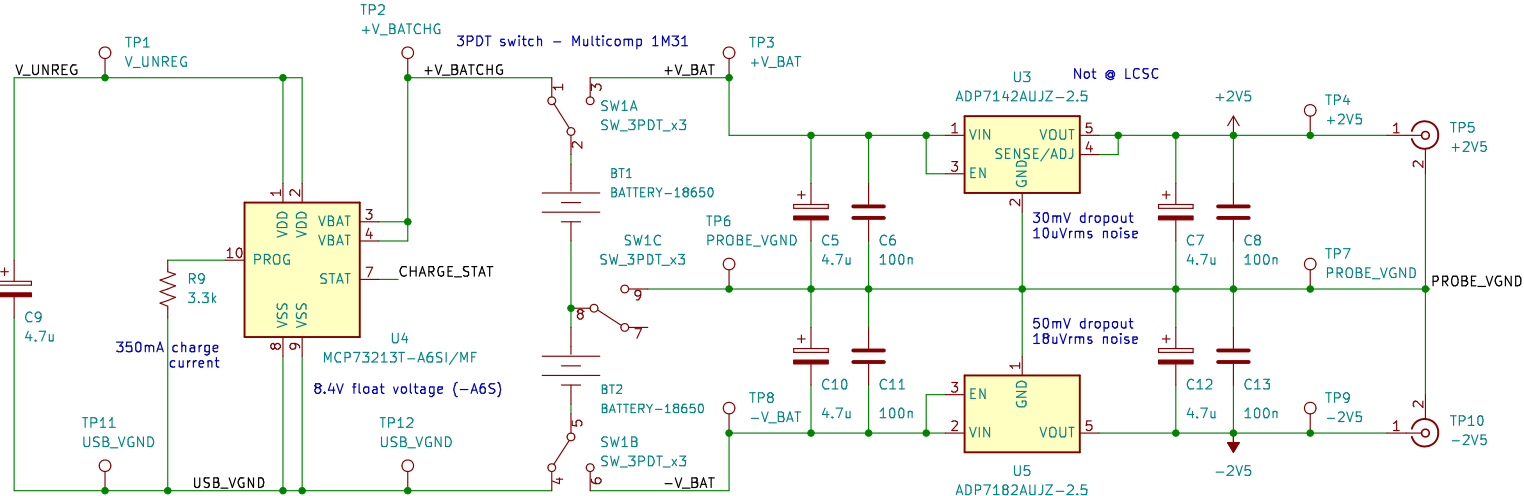 TP2
+V_BATCHG
TP1
V_UNREG
V_UNREG
3PDT switch - Multicomp 1M31
TP3
+V_BAT
+V_BATCHG
+V_BAT
1
3
2
SW1A
SW_3PDT_x3
U3
Not @ LCSC
ADP7142AUJZ-2.5
+2V5
TP4
+2V5
TP5
+2V5
1
2
1
VIN
3
EN
VOUT
5
SENSE/ADJ
4
GND
2
30mV dropout
10uVrms noise
BT1
BATTERY-18650
1
2
VDD
VDD
VBAT
3
VBAT
4
10
PROG
STAT
7
CHARGE_STAT
VSS
VSS
8
9
R9
3.3k
C9
4.7u
350mA charge
current
U4
MCP73213T-A6SI/MF
8.4V float voltage (-A6S)
SW1C
SW_3PDT_x3
9
8
7
TP6
PROBE_VGND
C5
4.7u
C6
100n
C7
4.7u
C8
100n
TP7
PROBE_VGND
PROBE_VGND
50mV dropout
18uVrms noise
BT2
BATTERY-18650
C10
4.7u
C11
100n
1
GND
3
EN
2
VIN
VOUT
5
C12
4.7u
C13
100n
TP8
-V_BAT
TP9
-2V5
2
1
TP10
-2V5
-2V5
TP11
USB_VGND
TP12
USB_VGND
USB_VGND
5
4
6
SW1B
SW_3PDT_x3
-V_BAT
U5
ADP7182AUJZ-2.5